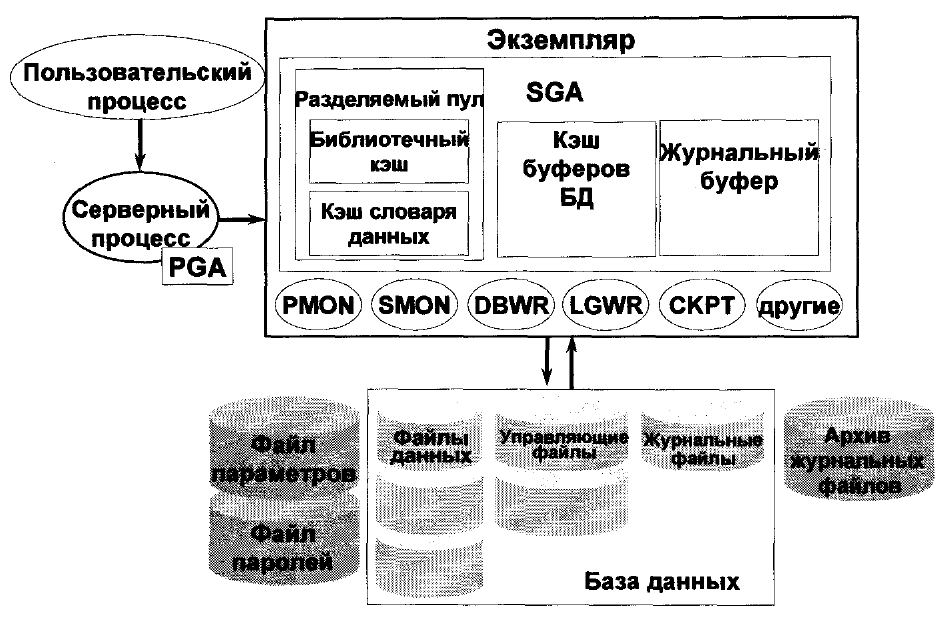 Экземпляр
Пользовательский
процесс
Разделяемый пул
SGA
Библиотечный
кэш
Кэш
буферов
БД
Журнальный
буфер
Серверный
процесс
PGA
Кэш словаря
данных
PMON
SMON
DBWR
LGWR
CKPT
другие
Файл
параметров
Файл
паролей
Файлы
данных
Управляющие
файлы
Журнальные
файлы
Архив
журнальных
файлов
База данных